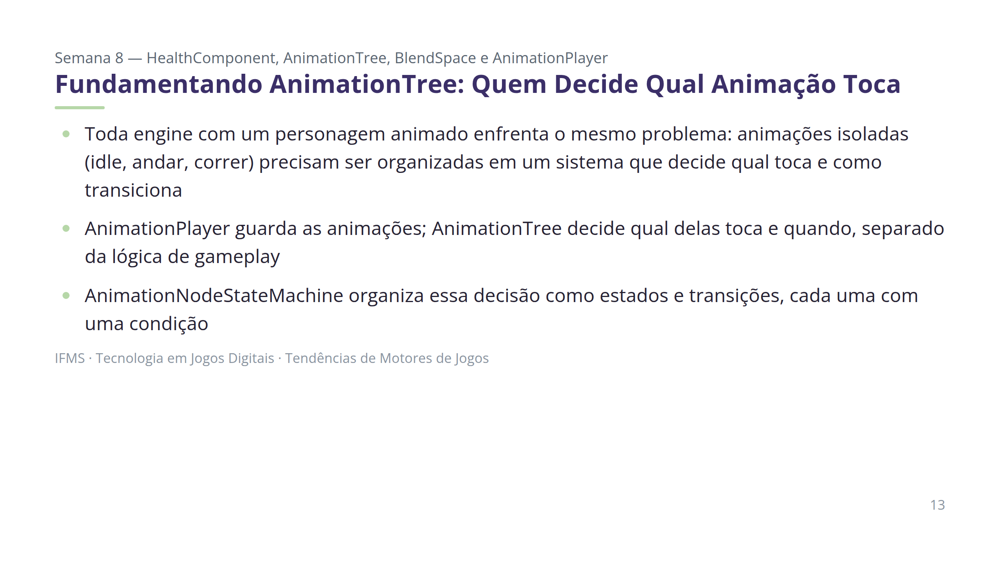 Semana 8 — HealthComponent, AnimationTree, BlendSpace e AnimationPlayer
Fundamentando AnimationTree: Quem Decide Qual Animação Toca
• Toda engine com um personagem animado enfrenta o mesmo problema: animações isoladas
(idle, andar, correr) precisam ser organizadas em um sistema que decide qual toca e como
transiciona
• AnimationPlayer guarda as animações; AnimationTree decide qual delas toca e quando, separado
da lógica de gameplay
• AnimationNodeStateMachine organiza essa decisão como estados e transições, cada uma com
uma condição
IFMS · Tecnologia em Jogos Digitais · Tendências de Motores de Jogos
13